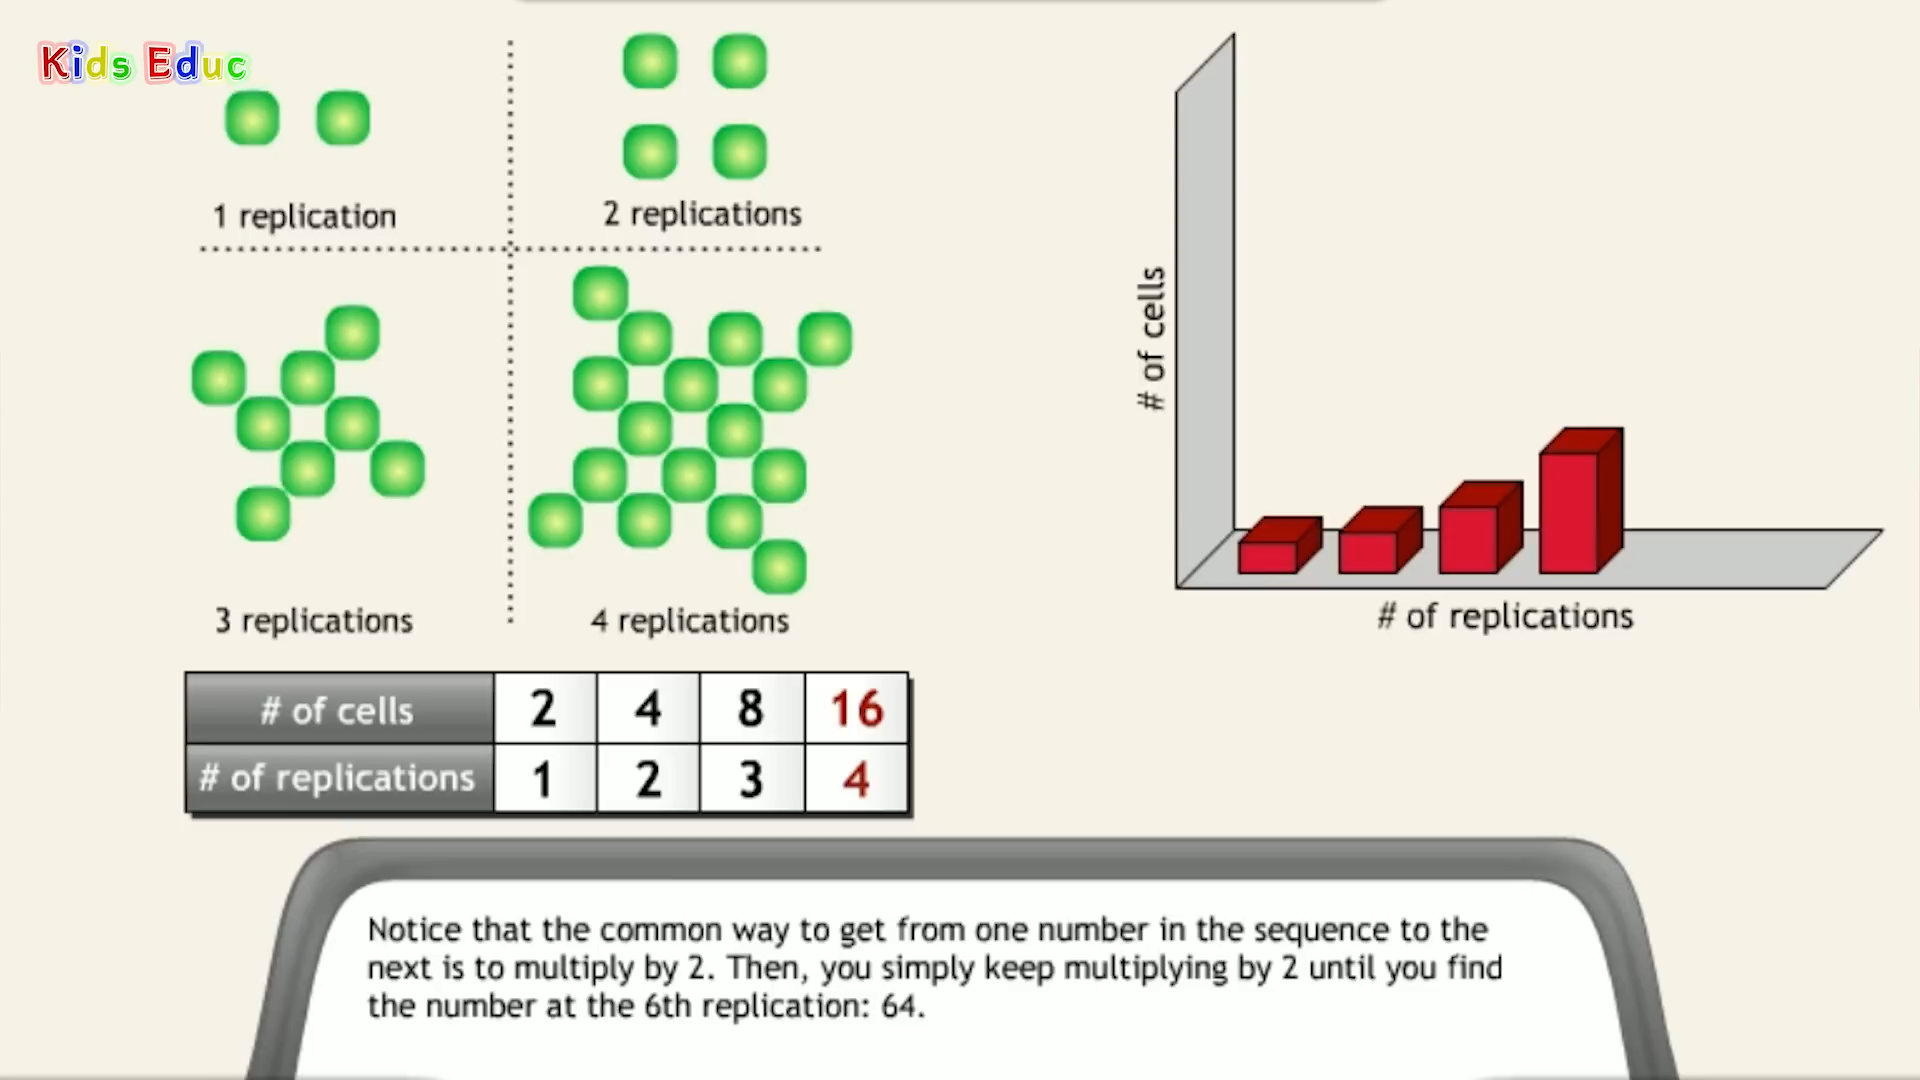 Kids Educ
1 replication
2 replications
3 replications
4 replications
# of cells
# of replications
# of cells 2 4 8 16
# of replications 1 2 3 4
Notice that the common way to get from one number in the sequence to the
next is to multiply by 2. Then, you simply keep multiplying by 2 until you find
the number at the 6th replication: 64.